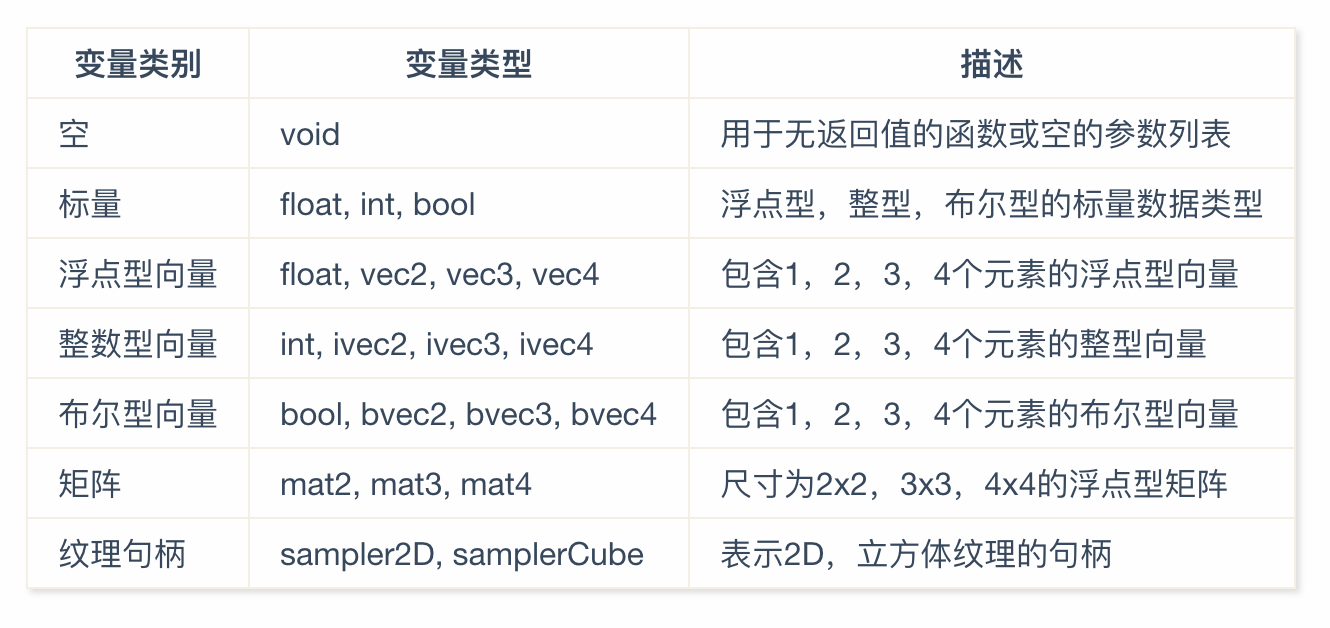 变量类别 变量类型 描述
空 void 用于无返回值的函数或空的参数列表
标量 float, int, bool 浮点型，整型，布尔型的标量数据类型
浮点型向量 float, vec2, vec3, vec4 包含1，2，3，4个元素的浮点型向量
整数型向量 int, ivec2, ivec3, ivec4 包含1，2，3，4个元素的整型向量
布尔型向量 bool, bvec2, bvec3, bvec4 包含1，2，3，4个元素的布尔型向量
矩阵 mat2, mat3, mat4 尺寸为2x2，3x3，4x4的浮点型矩阵
纹理句柄 sampler2D, samplerCube 表示2D，立方体纹理的句柄